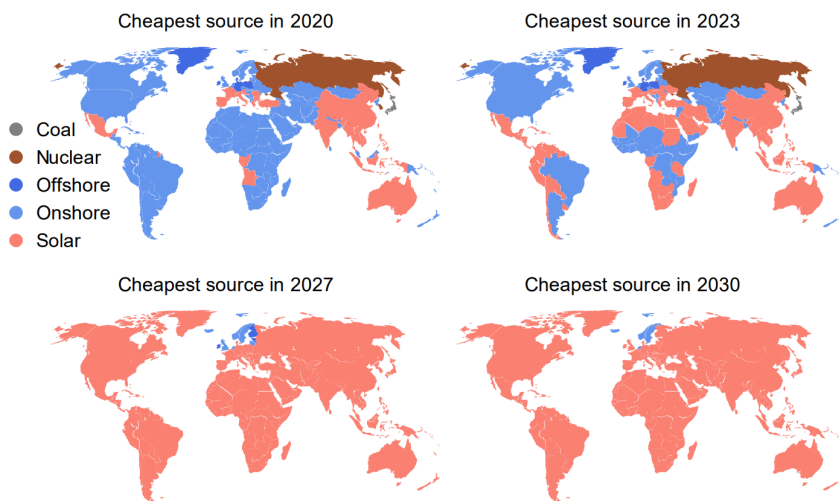 Cheapest source in 2020
Cheapest source in 2023
Coal
Nuclear
Offshore
Onshore
Solar
Cheapest source in 2027
Cheapest source in 2030